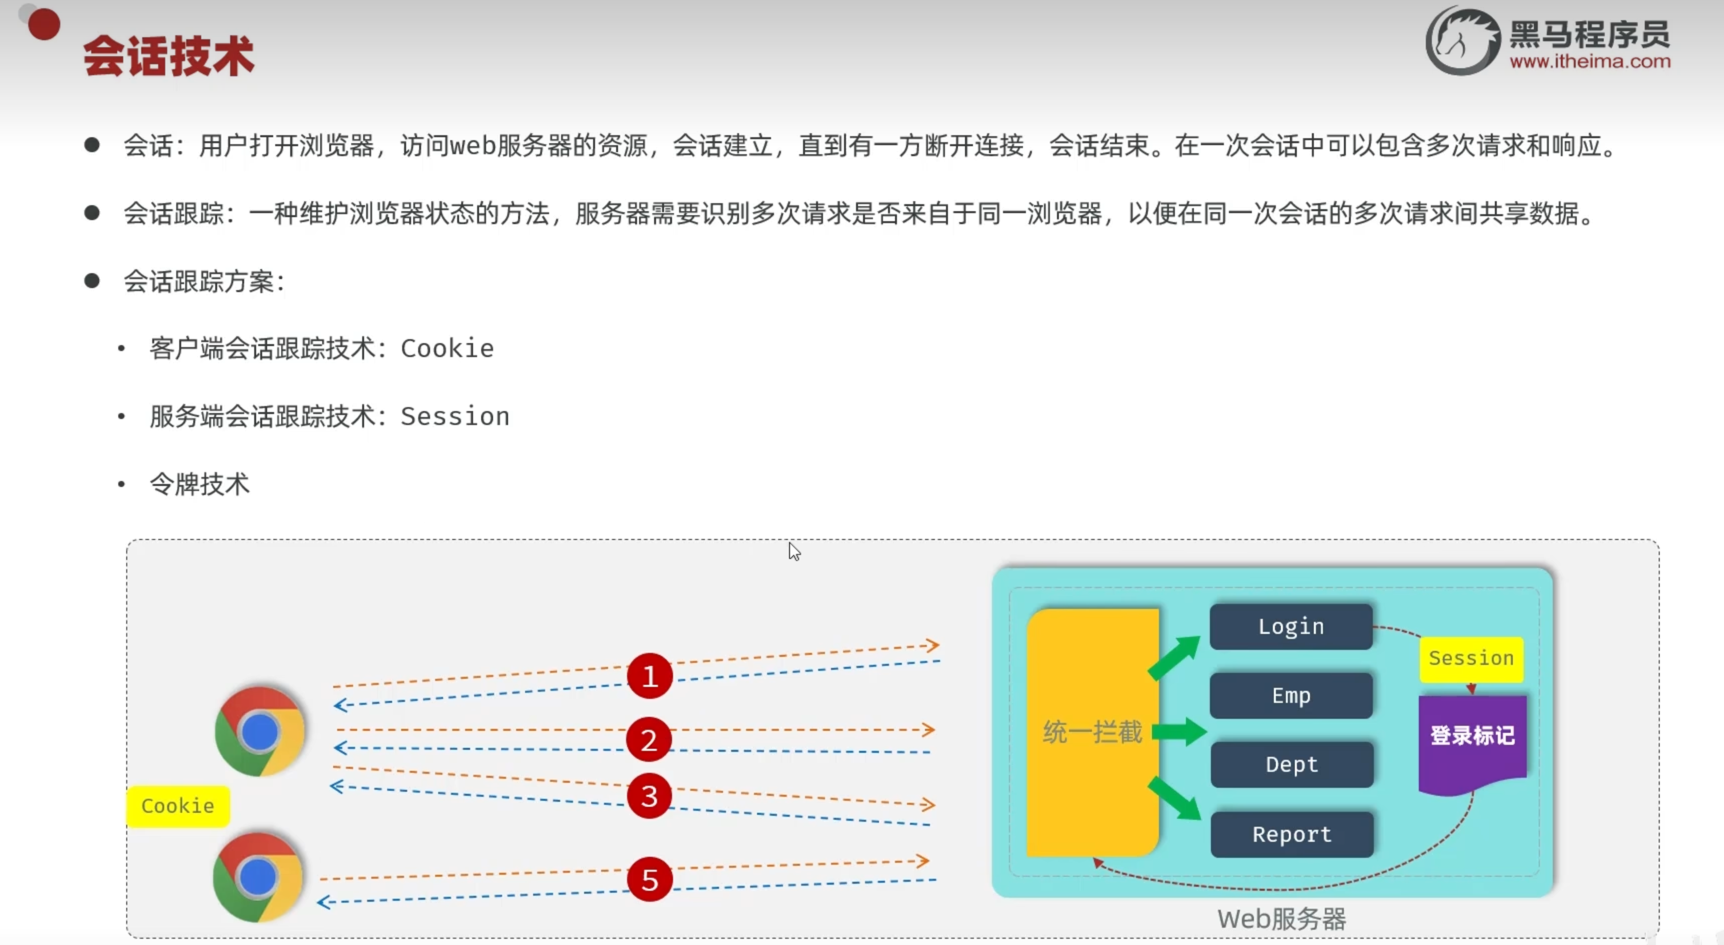 会话技术
黑马程序员
www.itheima.com
会话：用户打开浏览器，访问web服务器的资源，会话建立，直到有一方断开连接，会话结束。在一次会话中可以包含多次请求和响应。
会话跟踪：一种维护浏览器状态的方法，服务器需要识别多次请求是否来自于同一浏览器，以便在同一次会话的多次请求间共享数据。
会话跟踪方案：
客户端会话跟踪技术：Cookie
服务端会话跟踪技术：Session
令牌技术
1
2
3
5
Cookie
统一拦截
Login
Emp
Dept
Report
Session
登录标记
Web服务器